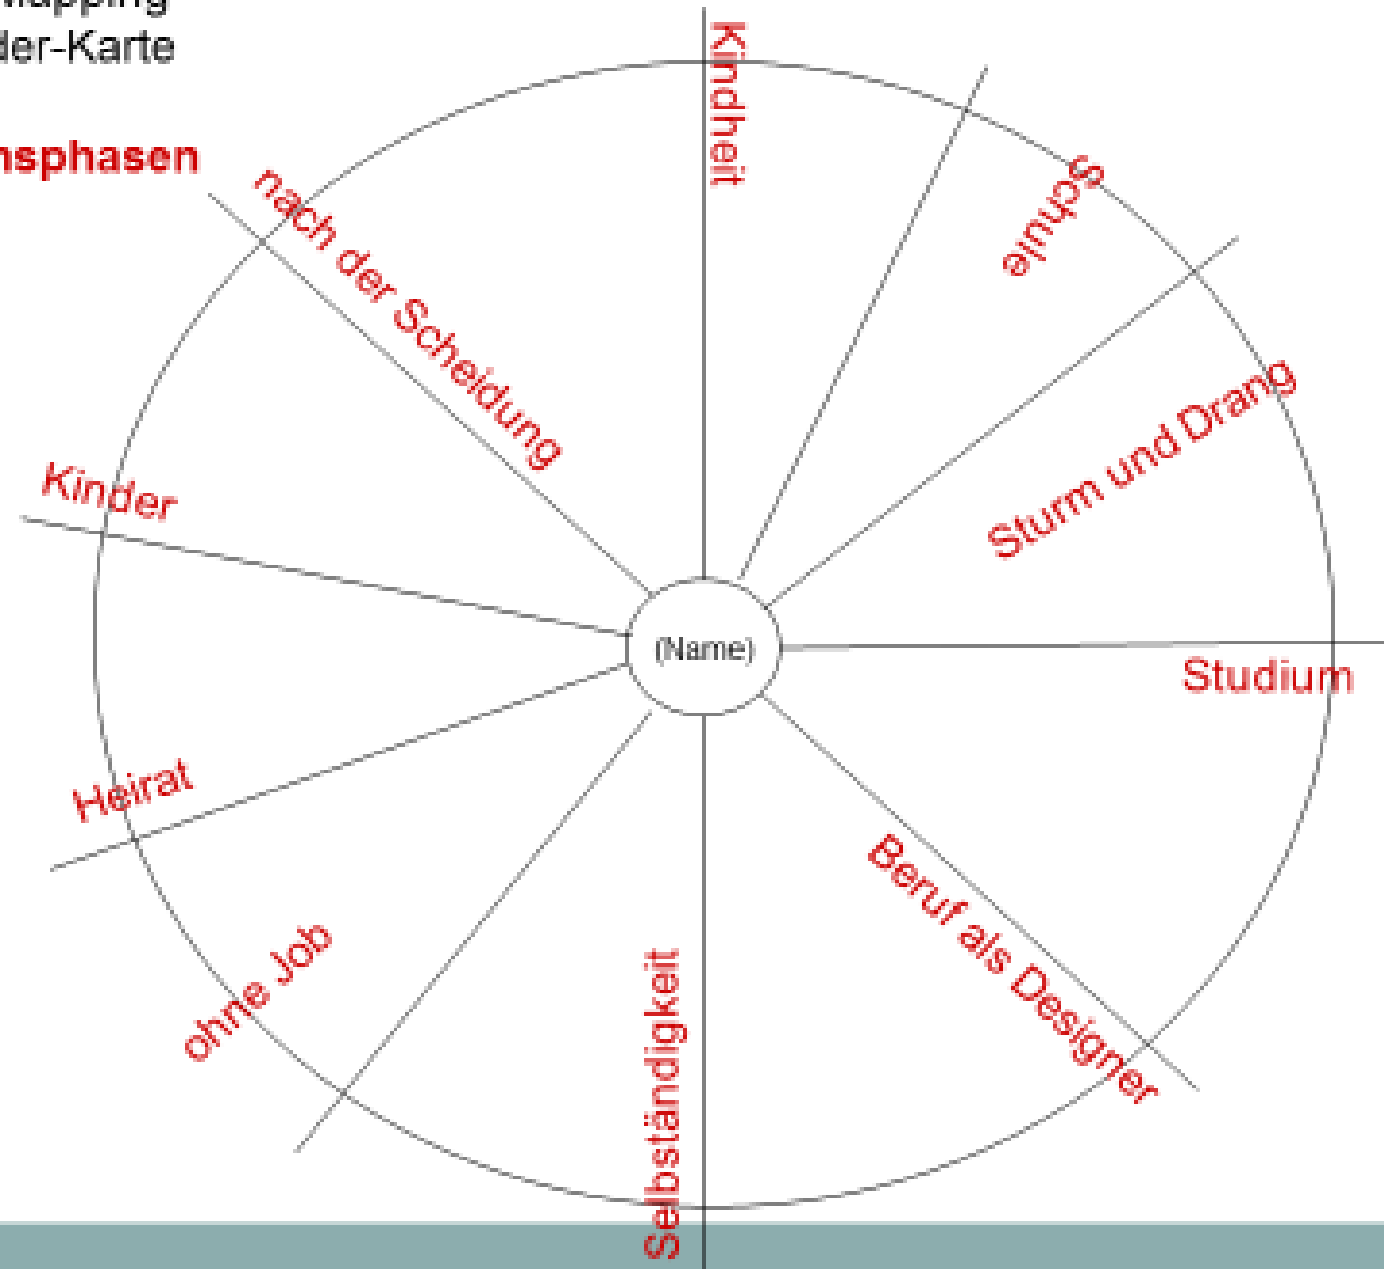 Mapping
der-Karte
nsphasen
Kindheit
Schule
Sturm und Drang
Studium
Beruf als Designer
Selbständigkeit
ohne Job
Heirat
Kinder
nach der Scheidung
(Name)